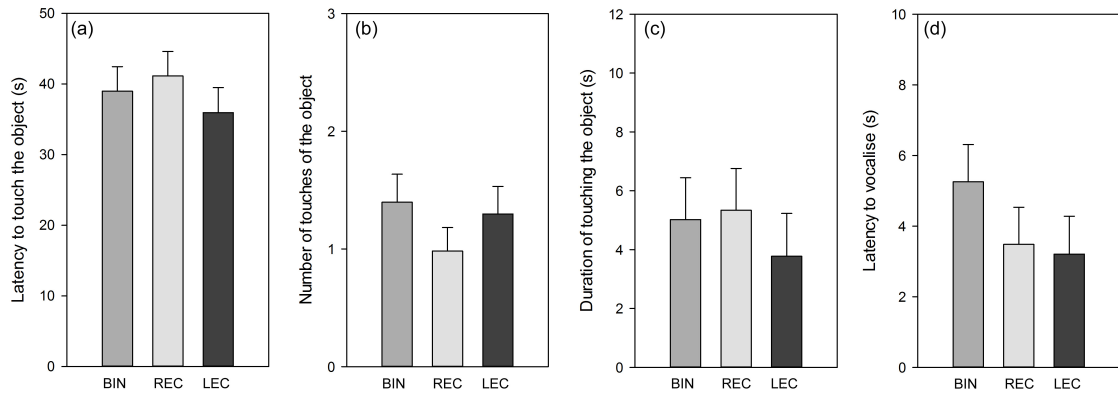 (a)
Latency to touch the object (s)
50
40
30
20
10
0
BIN REC LEC
(b)
Number of touches of the object
3
2
1
0
BIN REC LEC
(c)
Duration of touching the object (s)
12
10
8
6
4
2
0
BIN REC LEC
(d)
Latency to vocalise (s)
10
8
6
4
2
0
BIN REC LEC